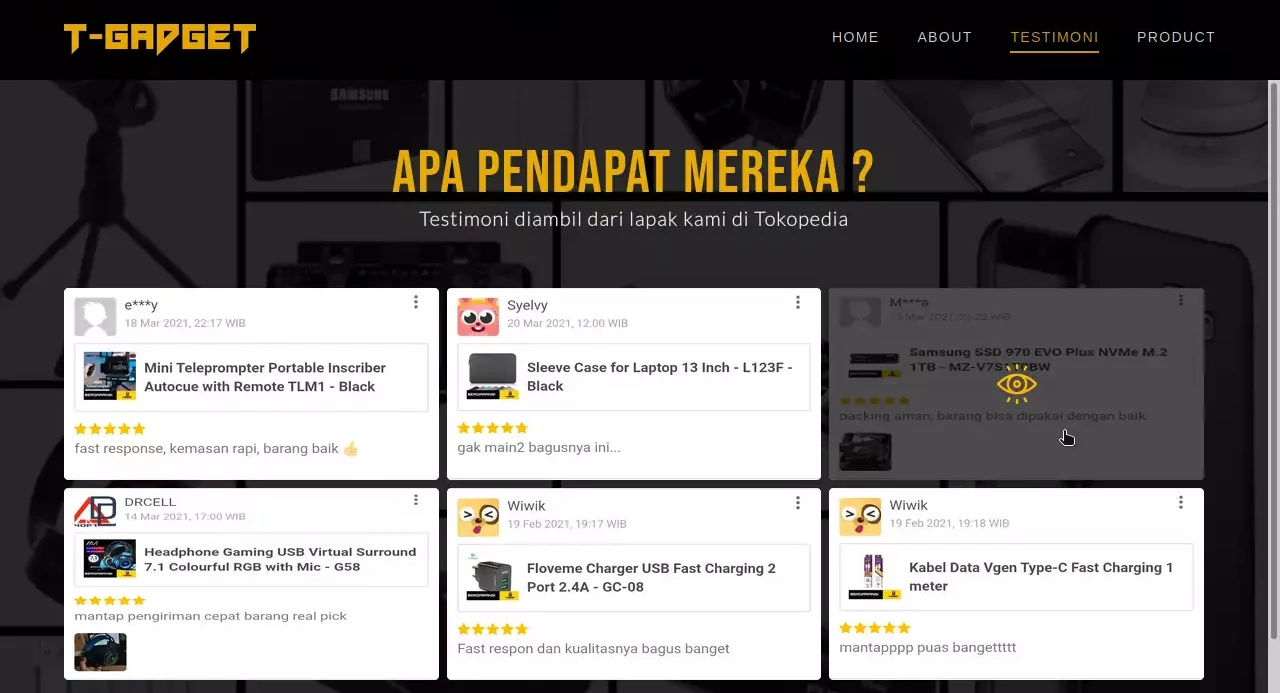 T-GADGET
HOME ABOUT TESTIMONI PRODUCT
SAMSUNG
APA PENDAPAT MEREKA ?
Testimoni diambil dari lapak kami di Tokopedia
e***y
18 Mar 2021, 22:17 WIB
Mini Teleprompter Portable Inscriber
Autocue with Remote TLM1 - Black
fast response, kemasan rapi, barang baik 👍
Syelvy
20 Mar 2021, 12:00 WIB
Sleeve Case for Laptop 13 Inch - L123F -
Black
gak main2 bagusnya ini...
M***a
Mar 2021, WIB
Samsung SSD 970 EVO Plus NVMe M.2
1TB - MZ-V7S
packing aman, barang bisa dipakai dengan baik
DRCELL
14 Mar 2021, 17:00 WIB
Headphone Gaming USB Virtual Surround
7.1 Colourful RGB with Mic - G58
mantap pengiriman cepat barang real pick
Wiwik
19 Feb 2021, 19:17 WIB
Floveme Charger USB Fast Charging 2
Port 2.4A - GC-08
Fast respon dan kualitasnya bagus banget
Wiwik
19 Feb 2021, 19:18 WIB
Kabel Data Vgen Type-C Fast Charging 1
meter
mantapppp puas bangettttt